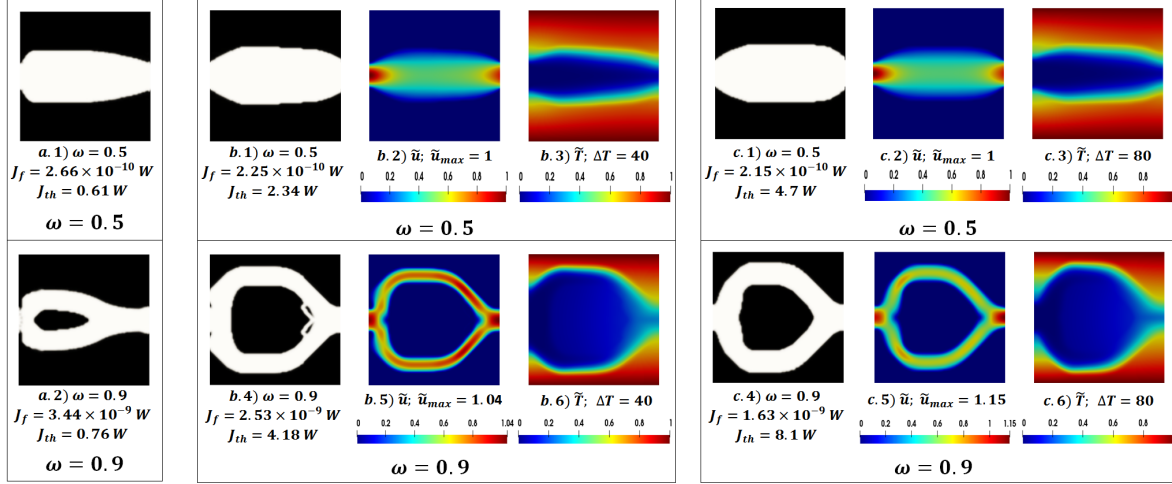 a. 1) ω = 0.5
J_f = 2.66 × 10⁻¹⁰ W
J_th = 0.61 W
ω = 0.5
b. 1) ω = 0.5
J_f = 2.25 × 10⁻¹⁰ W
J_th = 2.34 W
b. 2) ũ; ũ_max = 1
0 0.2 0.4 0.6 0.8 1
b. 3) T̃; ΔT = 40
0 0.2 0.4 0.6 0.8 1
ω = 0.5
c. 1) ω = 0.5
J_f = 2.15 × 10⁻¹⁰ W
J_th = 4.7 W
c. 2) ũ; ũ_max = 1
0 0.2 0.4 0.6 0.8 1
c. 3) T̃; ΔT = 80
0 0.2 0.4 0.6 0.8
ω = 0.5
a. 2) ω = 0.9
J_f = 3.44 × 10⁻⁹ W
J_th = 0.76 W
ω = 0.9
b. 4) ω = 0.9
J_f = 2.53 × 10⁻⁹ W
J_th = 4.18 W
b. 5) ũ; ũ_max = 1.04
0 0.2 0.4 0.6 0.8 1.04
b. 6) T̃; ΔT = 40
0 0.2 0.4 0.6 0.8 1
ω = 0.9
c. 4) ω = 0.9
J_f = 1.63 × 10⁻⁹ W
J_th = 8.1 W
c. 5) ũ; ũ_max = 1.15
0 0.2 0.4 0.6 0.8 1 1.15
c. 6) T̃; ΔT = 80
0 0.2 0.4 0.6 0.8
ω = 0.9